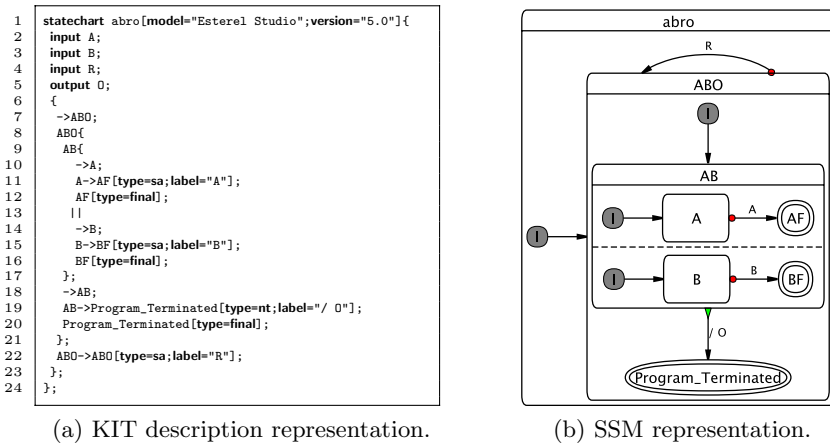 1 statechart abro[model="Esterel Studio";version="5.0"]{
2 input A;
3 input B;
4 input R;
5 output O;
6 {
7 ->ABO;
8 ABO{
9 AB{
10 ->A;
11 A->AF[type=sa;label="A"];
12 AF[type=final];
13 ||
14 ->B;
15 B->BF[type=sa;label="B"];
16 BF[type=final];
17 };
18 ->AB;
19 AB->Program_Terminated[type=nt;label="/ O"];
20 Program_Terminated[type=final];
21 };
22 ABO->ABO[type=sa;label="R"];
23 };
24 };
(a) KIT description representation.
abro
R
ABO
I
AB
I A A AF
I
I B B BF
/ O
Program_Terminated
(b) SSM representation.